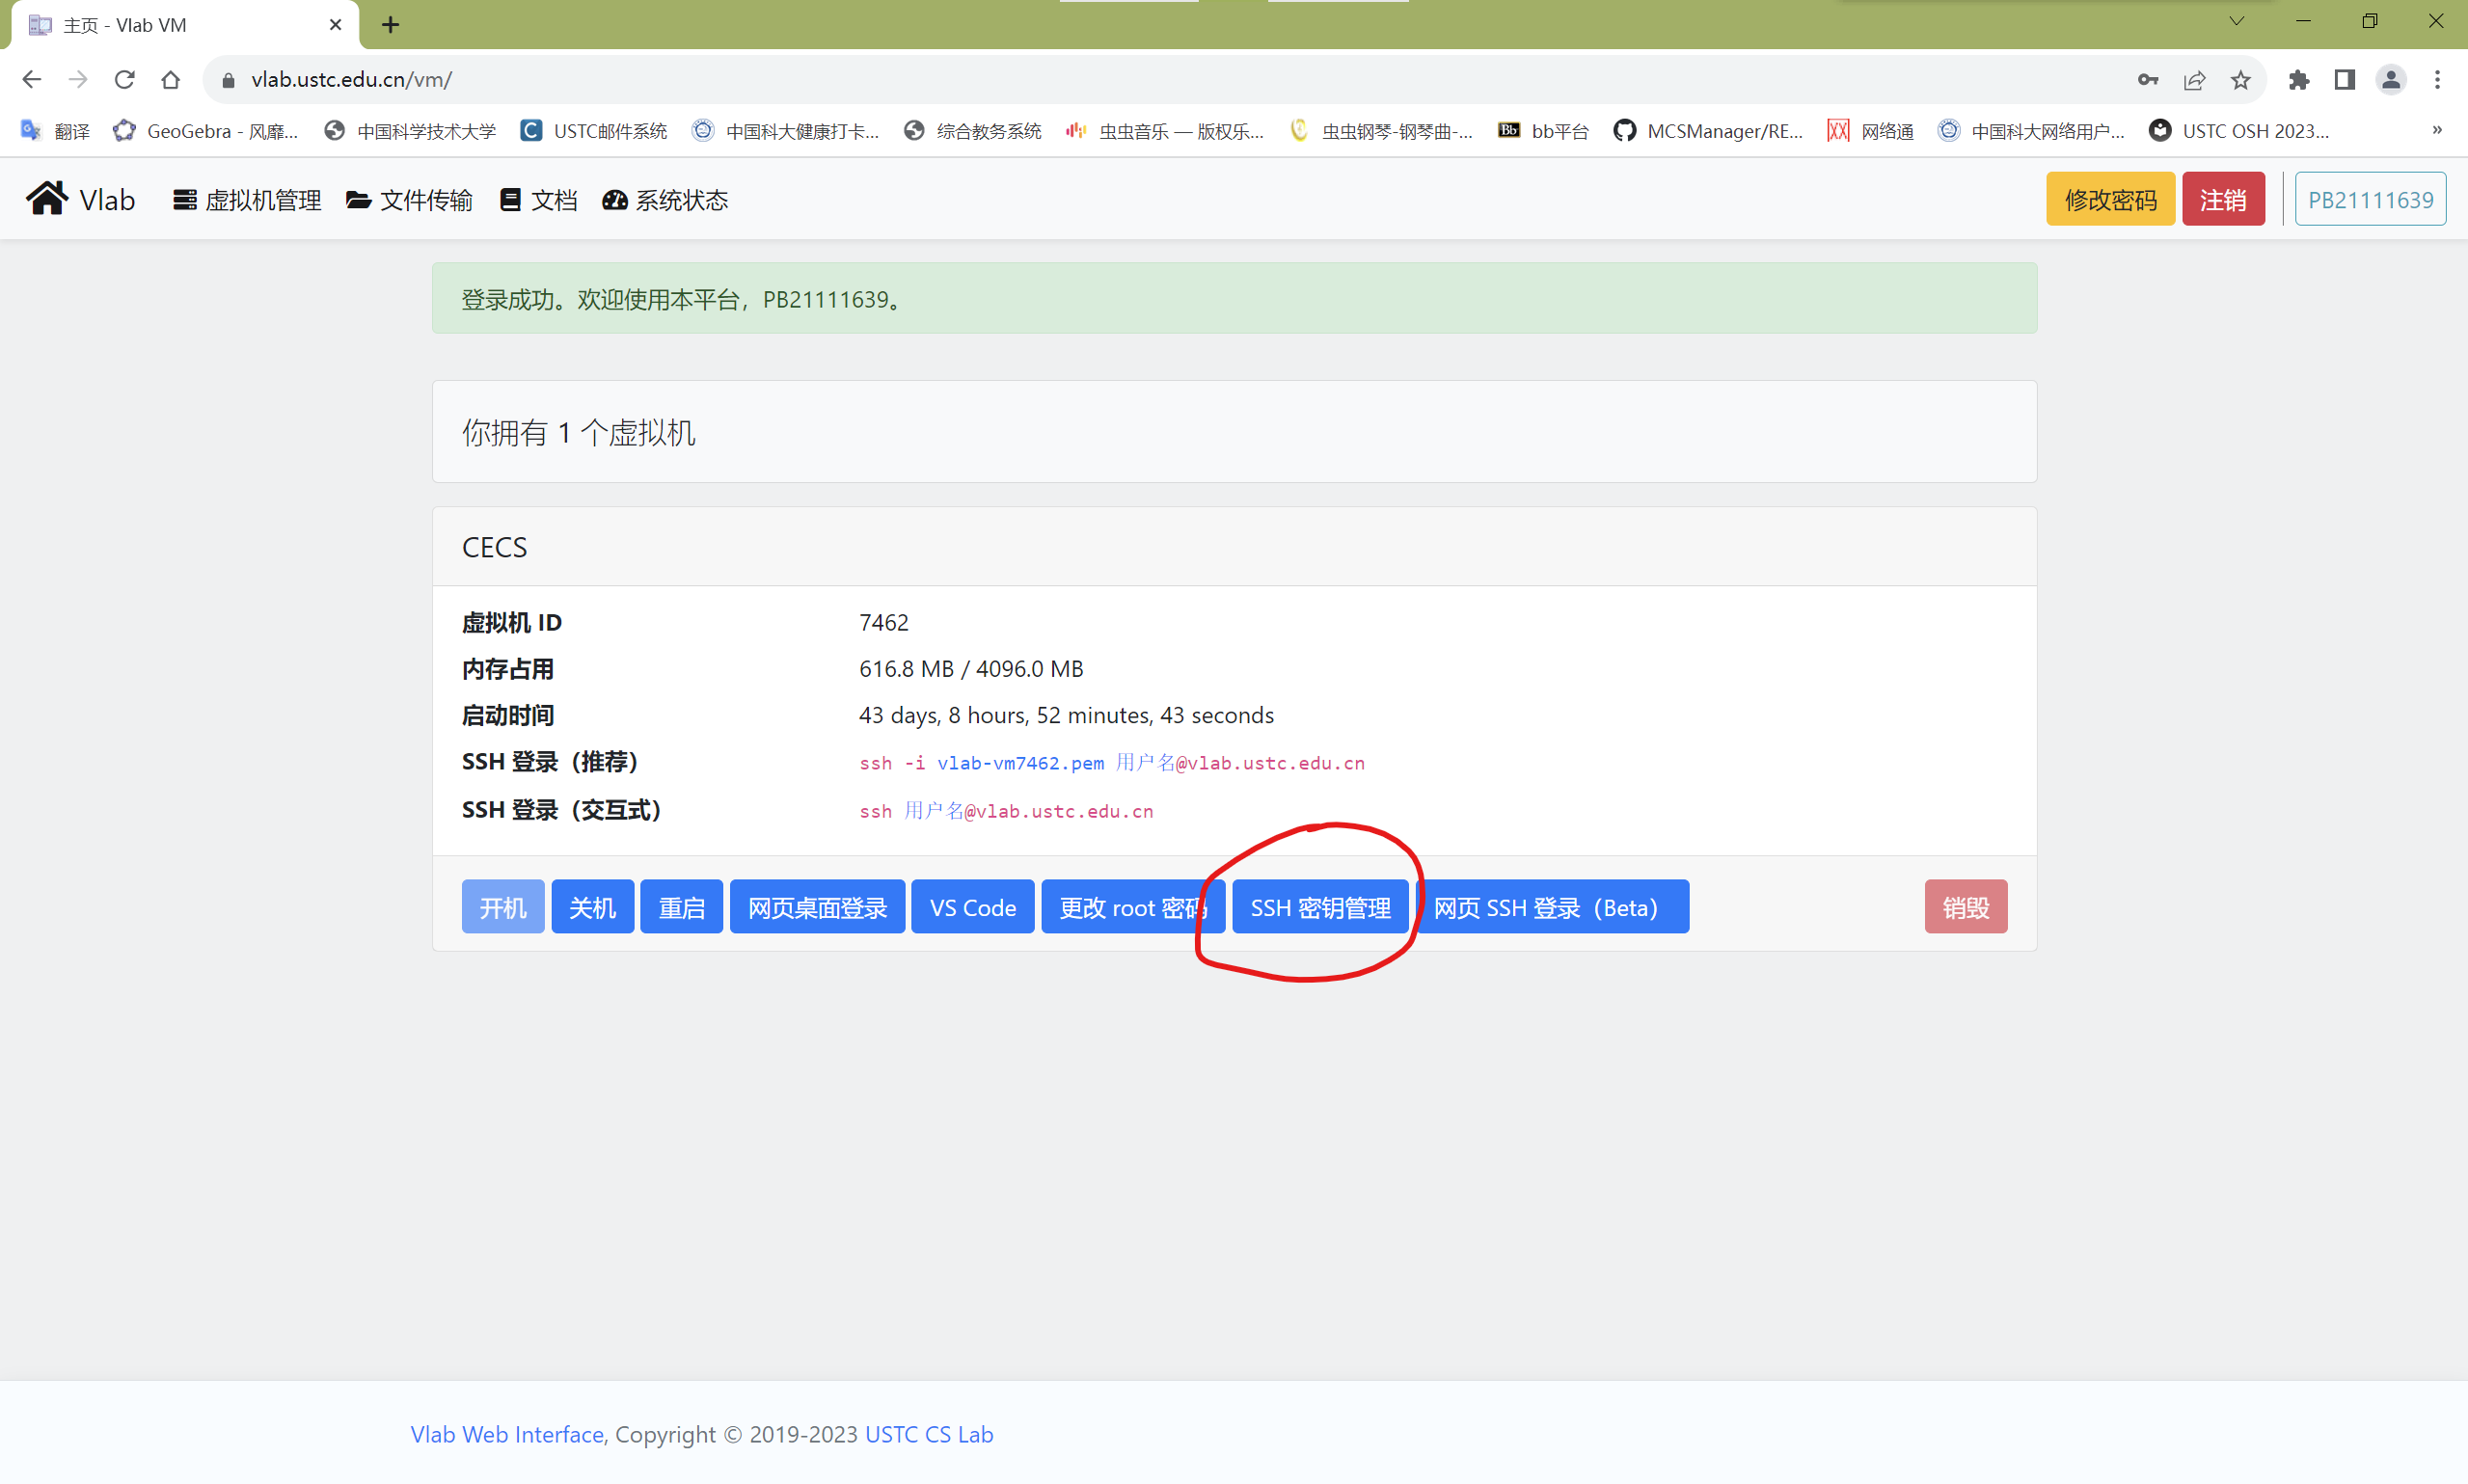 主页 - Vlab VM
vlab.ustc.edu.cn/vm/
翻译 GeoGebra - 风靡... 中国科学技术大学 USTC邮件系统 中国科大健康打卡... 综合教务系统 虫虫音乐 — 版权乐... 虫虫钢琴-钢琴曲-... Bb bb平台 MCSManager/RE... 网络通 中国科大网络用户... USTC OSH 2023... »
Vlab 虚拟机管理 文件传输 文档 系统状态 修改密码 注销 PB21111639
登录成功。欢迎使用本平台，PB21111639。
你拥有 1 个虚拟机
CECS
虚拟机 ID 7462
内存占用 616.8 MB / 4096.0 MB
启动时间 43 days, 8 hours, 52 minutes, 43 seconds
SSH 登录（推荐） ssh -i vlab-vm7462.pem 用户名@vlab.ustc.edu.cn
SSH 登录（交互式） ssh 用户名@vlab.ustc.edu.cn
开机 关机 重启 网页桌面登录 VS Code 更改 root 密码 SSH 密钥管理 网页 SSH 登录（Beta） 销毁
Vlab Web Interface, Copyright © 2019-2023 USTC CS Lab